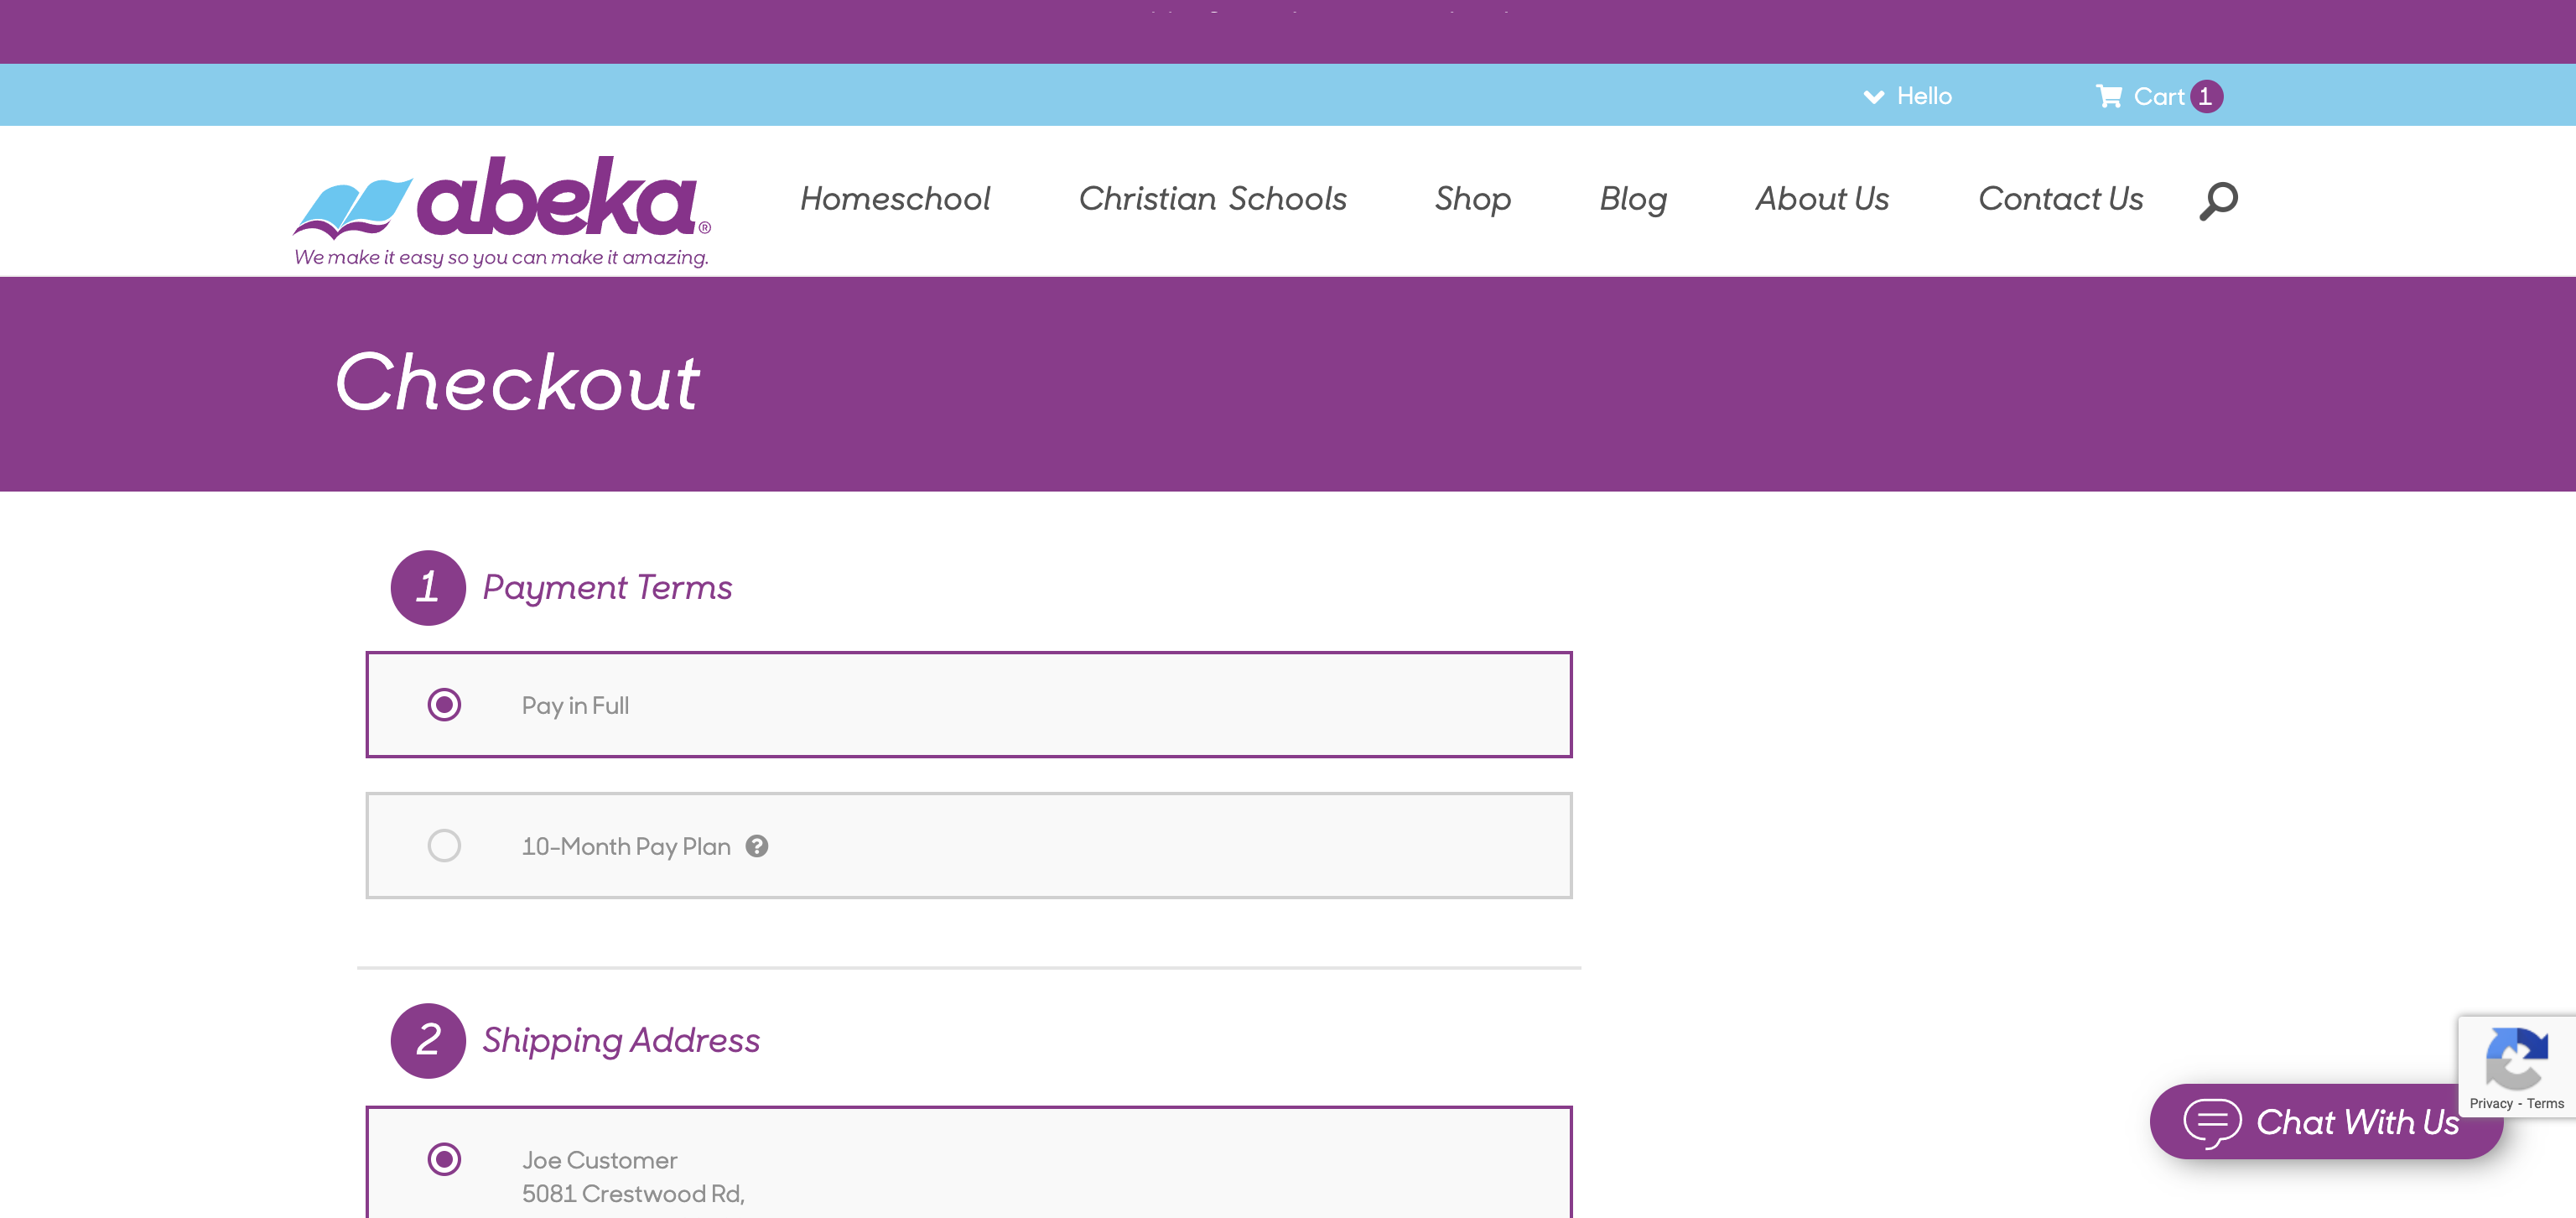 Hello
Cart 1
abeka®
We make it easy so you can make it amazing.
Homeschool
Christian Schools
Shop
Blog
About Us
Contact Us
Checkout
1 Payment Terms
Pay in Full
10-Month Pay Plan ?
2 Shipping Address
Joe Customer
5081 Crestwood Rd,
Privacy - Terms
Chat With Us